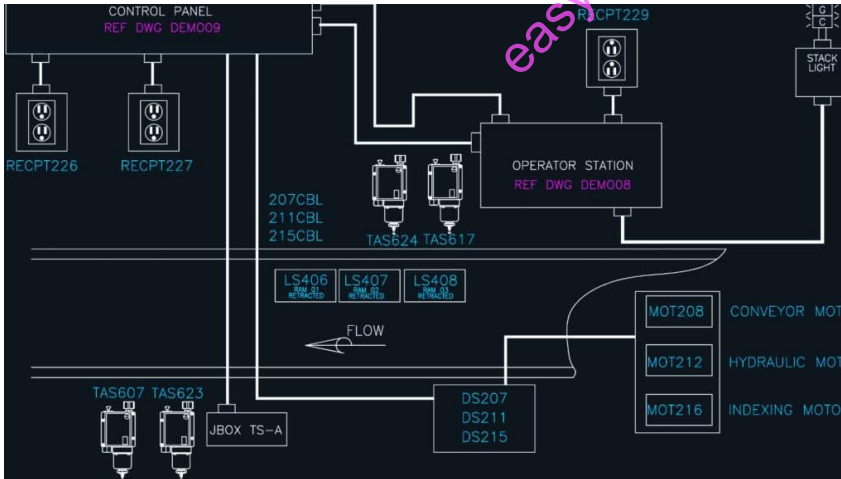 CONTROL PANEL
REF DWG DEMO09
easy
RECPT229
G
C
STACK
LIGHT
RECPT226
RECPT227
OPERATOR STATION
REF DWG DEMO08
207CBL
211CBL
215CBL
TAS624
TAS617
LS406
RAM 01
RETRACTED
LS407
RAM 02
RETRACTED
LS408
RAM 03
RETRACTED
FLOW
MOT208
CONVEYOR MOT
MOT212
HYDRAULIC MOT
MOT216
INDEXING MOTO
TAS607
TAS623
JBOX TS-A
DS207
DS211
DS215